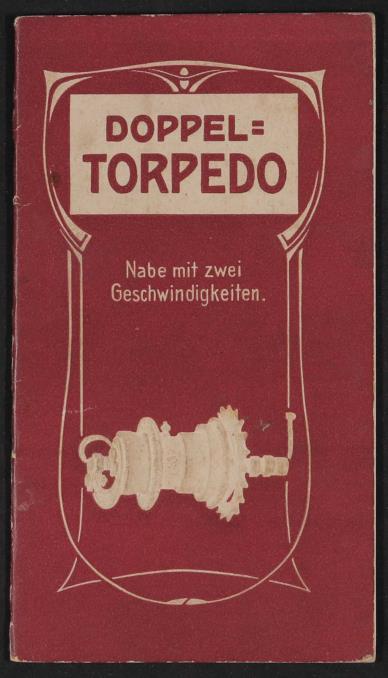 DOPPEL=
TORPEDO
Nabe mit zwei
Geschwindigkeiten.